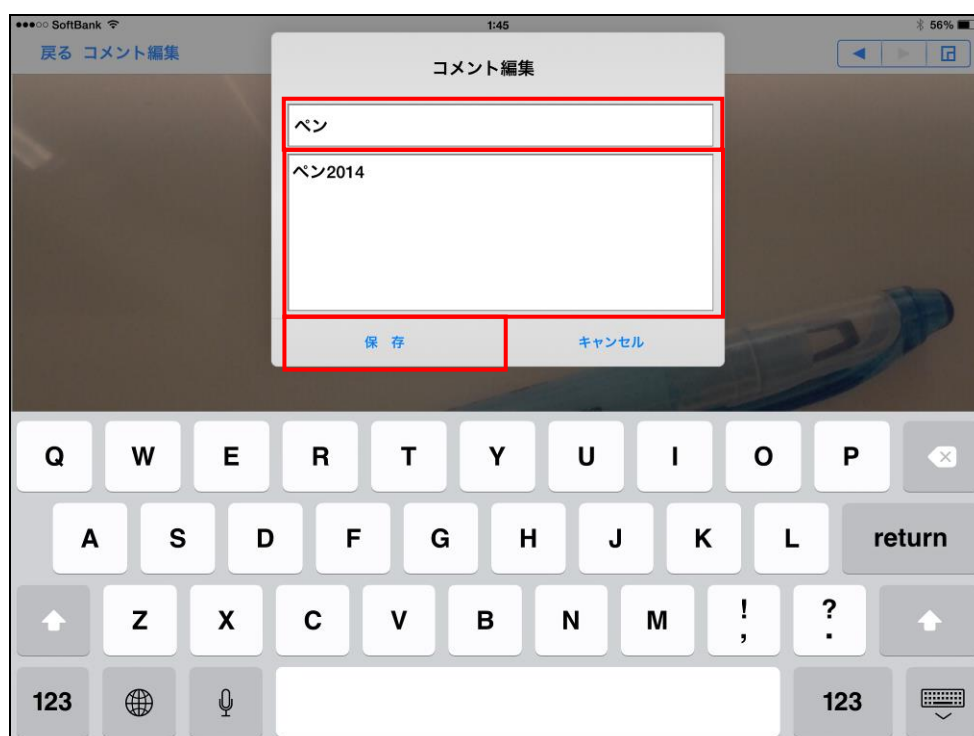 SoftBank 1:45 56%
戻る コメント編集
コメント編集
ペン
ペン2014
保 存 キャンセル
Q W E R T Y U I O P
A S D F G H J K L return
Z X C V B N M ! , ? .
123 123